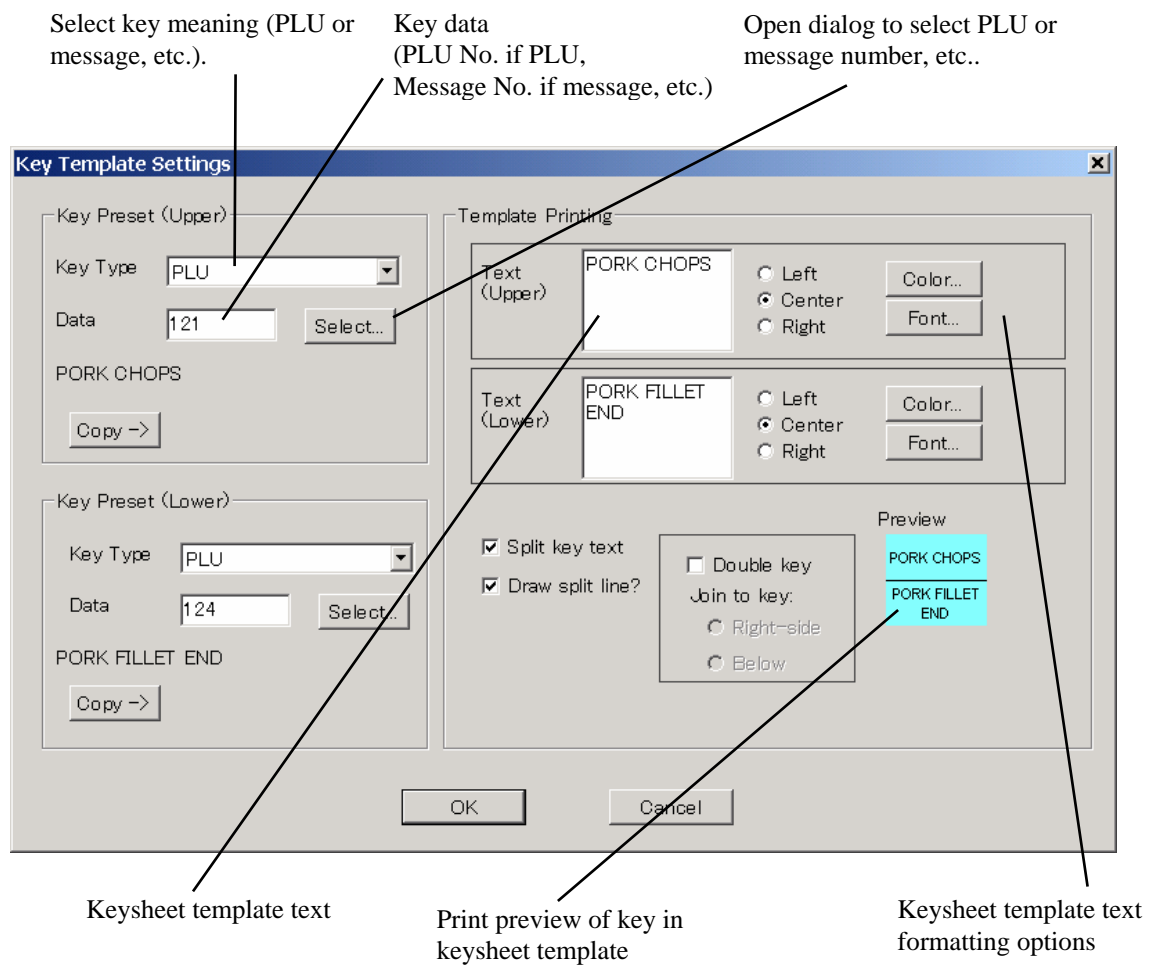 Select key meaning (PLU or
message, etc.).
Key data
(PLU No. if PLU,
Message No. if message, etc.)
Open dialog to select PLU or
message number, etc..
Key Template Settings
Key Preset (Upper)
Key Type
PLU
Data
121
Select...
PORK CHOPS
Copy ->
Key Preset (Lower)
Key Type
PLU
Data
124
Select...
PORK FILLET END
Copy ->
Template Printing
Text
(Upper)
PORK CHOPS
Left
Center
Right
Color...
Font...
Text
(Lower)
PORK FILLET
END
Left
Center
Right
Color...
Font...
Split key text
Draw split line?
Double key
Join to key:
Right-side
Below
Preview
PORK CHOPS
PORK FILLET
END
OK
Cancel
Keysheet template text
Print preview of key in
keysheet template
Keysheet template text
formatting options